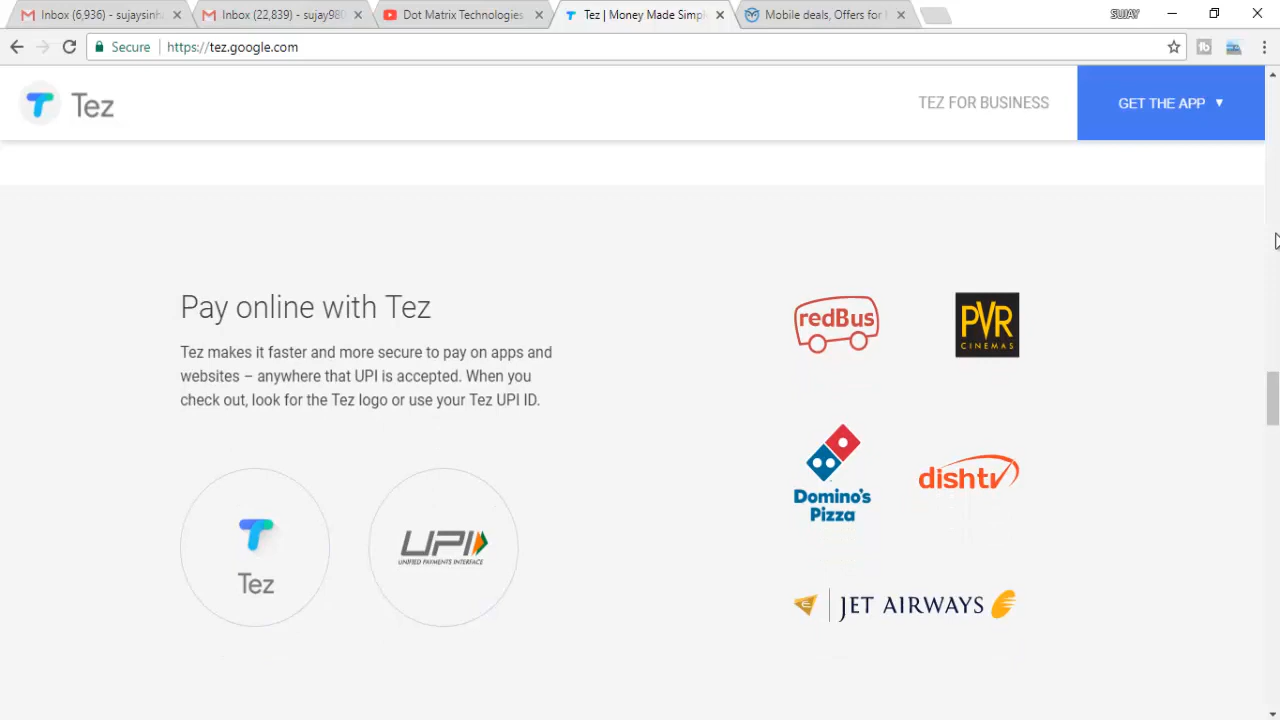 Inbox (6,936) - sujaysinha
Inbox (22,839) - sujay980
Dot Matrix Technologies
Tez | Money Made Simple
Mobile deals, Offers for M
SUJAY
Secure
https://tez.google.com
Tez
TEZ FOR BUSINESS
GET THE APP
Pay online with Tez
Tez makes it faster and more secure to pay on apps and
websites – anywhere that UPI is accepted. When you
check out, look for the Tez logo or use your Tez UPI ID.
Tez
UPI
UNIFIED PAYMENTS INTERFACE
redBus
PVR
CINEMAS
Domino's
Pizza
dishtv
JET AIRWAYS